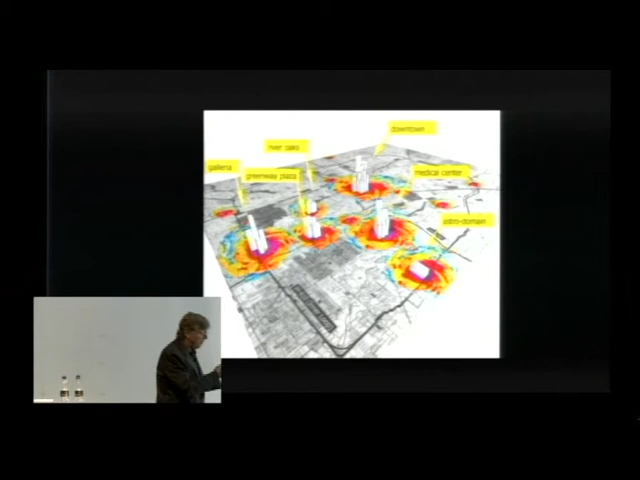 downtown
river oaks
galleria
greenway plaza
medical center
astro-domain